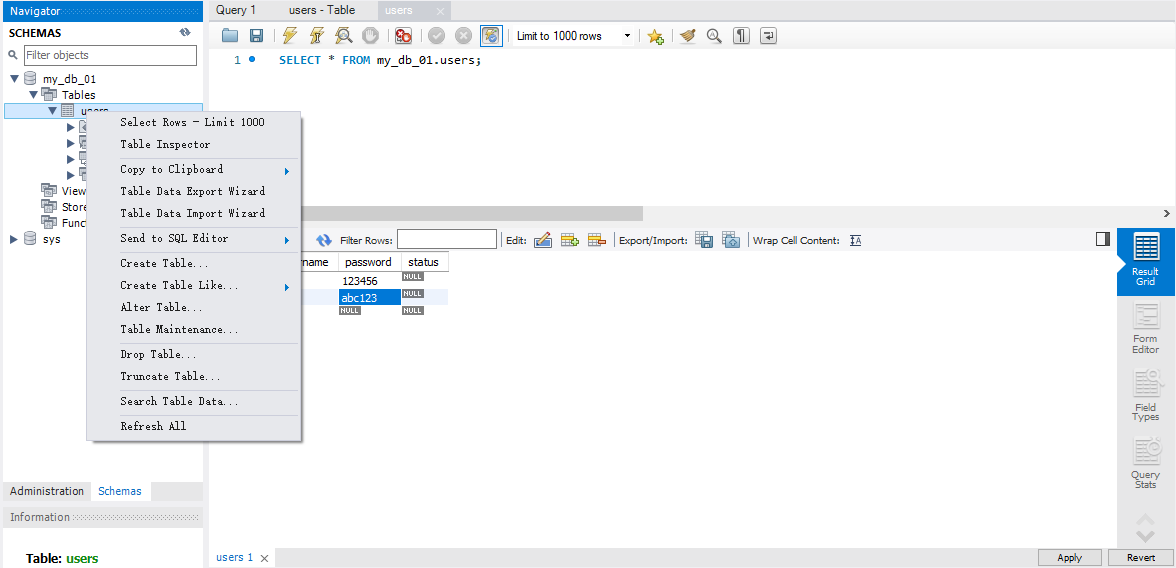 Navigator
Query 1
users - Table
users
SCHEMAS
Filter objects
Limit to 1000 rows
1
SELECT * FROM my_db_01.users;
my_db_01
Tables
users
Select Rows - Limit 1000
Table Inspector
Copy to Clipboard
Table Data Export Wizard
Table Data Import Wizard
Send to SQL Editor
Create Table...
Create Table Like...
Alter Table...
Table Maintenance...
Drop Table...
Truncate Table...
Search Table Data...
Refresh All
View
Store
Func
sys
Filter Rows:
Edit:
Export/Import:
Wrap Cell Content:
name
password
status
123456
NULL
abc123
NULL
NULL
NULL
Result
Grid
Form
Editor
Field
Types
Query
Stats
Administration
Schemas
Information
Table: users
users 1
Apply
Revert